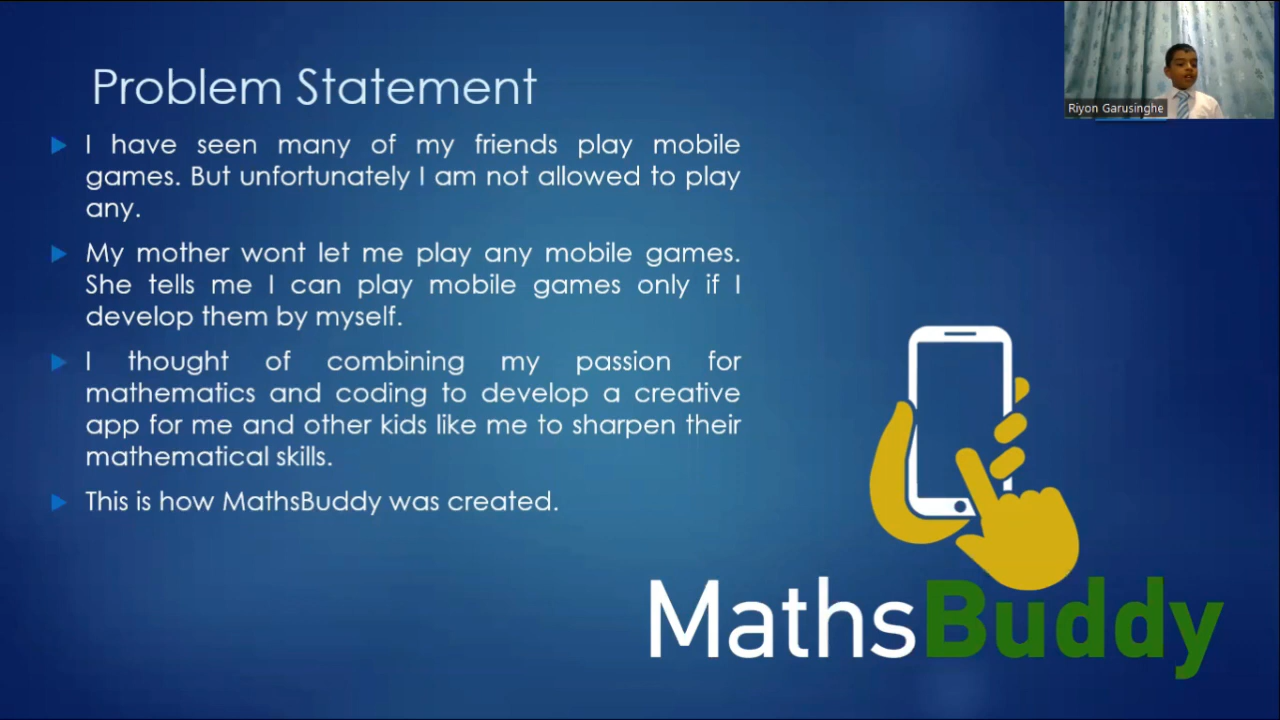 Problem Statement
Riyon Garusinghe
I have seen many of my friends play mobile
games. But unfortunately I am not allowed to play
any.
My mother wont let me play any mobile games.
She tells me I can play mobile games only if I
develop them by myself.
I thought of combining my passion for
mathematics and coding to develop a creative
app for me and other kids like me to sharpen their
mathematical skills.
This is how MathsBuddy was created.
MathsBuddy